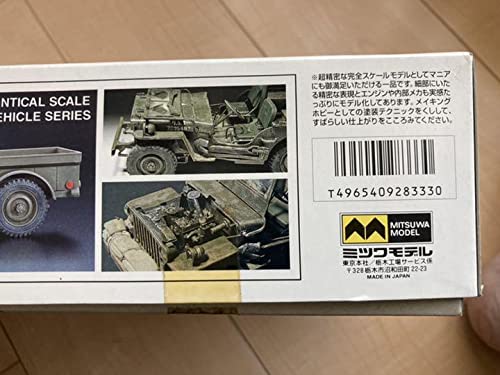 NTICAL SCALE
EHICLE SERIES
※超精密な完全スケールモデルとしてマニア
にも御満足いただける一品です。細部にいた
る精密な表現とエンジンや内部メカも実感た
っぷりにモデル化してあります。メイキング
ホビーとしての塗装テクニックをくしして、
すばらしい仕上がりをこころみてください。
T4965409283330
MITSUWA
MODEL
ミツワモデル
東京本社/栃木工場サービス係
〒328 栃木市沼和田町 22-23
MADE IN JAPAN